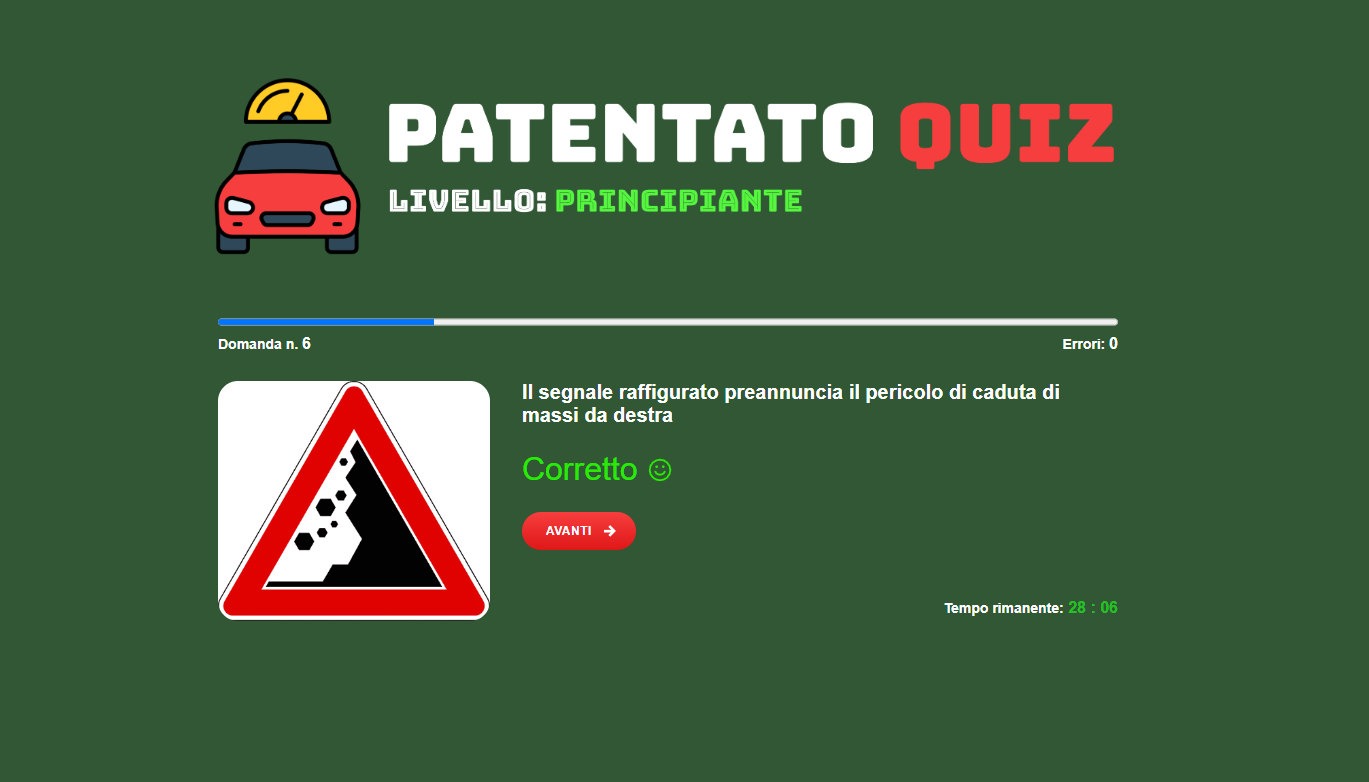 PATENTATO QUIZ
LIVELLO: PRINCIPIANTE
Domanda n. 6
Errori: 0
Il segnale raffigurato preannuncia il pericolo di caduta di
massi da destra
Corretto
AVANTI
Tempo rimanente: 28 : 06